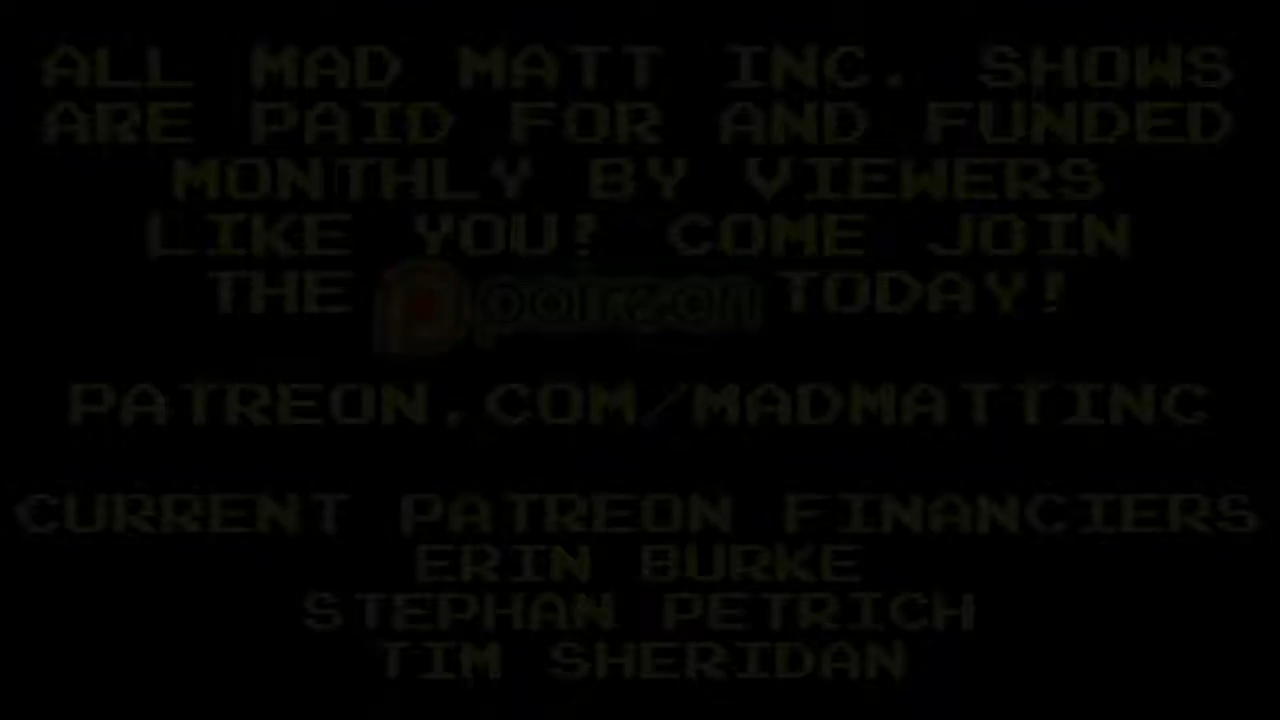 ALL MAD MATT INC. SHOWS
ARE PAID FOR AND FUNDED
MONTHLY BY VIEWERS
LIKE YOU! COME JOIN
THE patreon TODAY!
PATREON.COM/MADMATTINC
CURRENT PATREON FINANCIERS
ERIN BURKE
STEPHAN PETRICH
TIM SHERIDAN